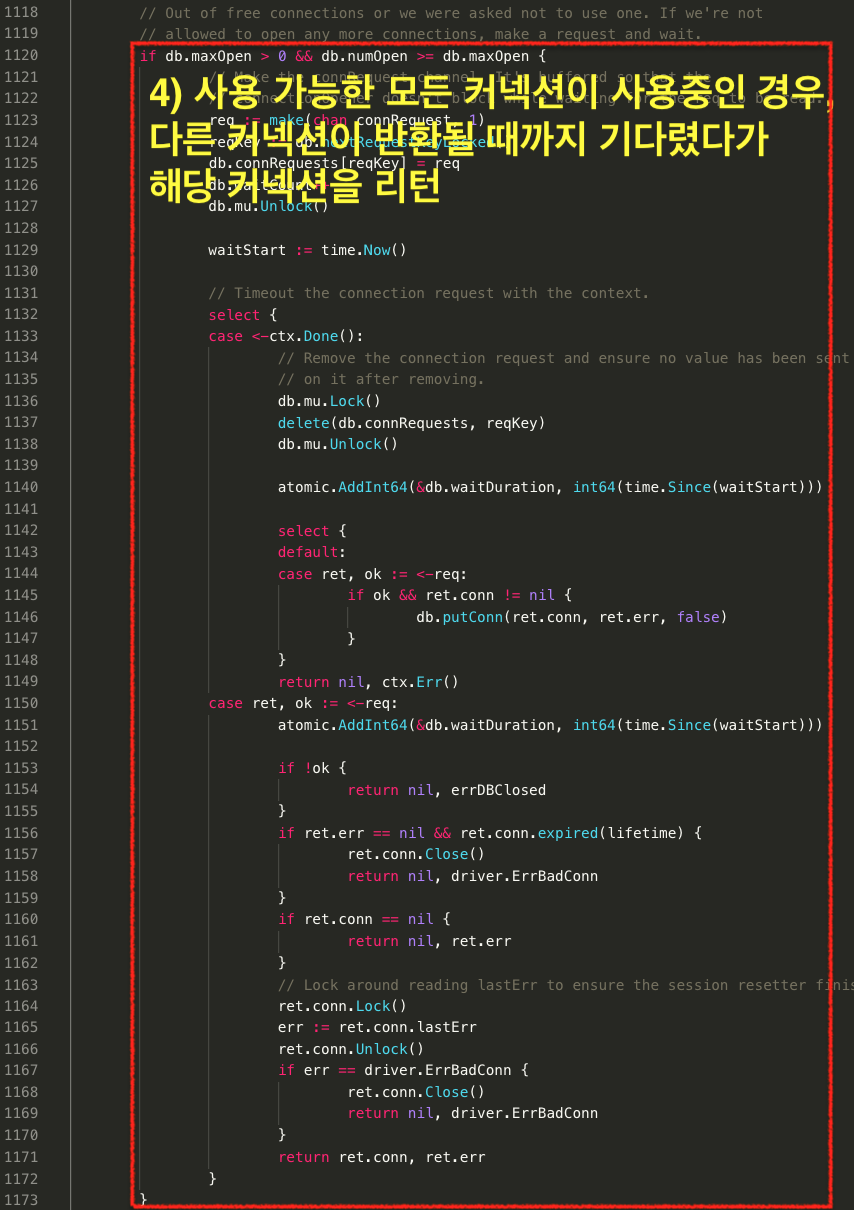 1118 // Out of free connections or we were asked not to use one. If we're not
1119 // allowed to open any more connections, make a request and wait.
1120 if db.maxOpen > 0 && db.numOpen >= db.maxOpen {
1121 // Make the connRequest channel. It's buffered so that the
4) 사용 가능한 모든 커넥션이 사용중인 경우,
1122 doesn't block while waiting for the req to be read.
1123 req := make(chan connRequest, 1)
다른 커넥션이 반환될 때까지 기다렸다가
1124 reqKey := db.nextRequestKeyLocked()
1125 db.connRequests[reqKey] = req
해당 커넥션을 리턴
1126 db.waitCount++
1127 db.mu.Unlock()
1128
1129 waitStart := time.Now()
1130
1131 // Timeout the connection request with the context.
1132 select {
1133 case <-ctx.Done():
1134 // Remove the connection request and ensure no value has been sent
1135 // on it after removing.
1136 db.mu.Lock()
1137 delete(db.connRequests, reqKey)
1138 db.mu.Unlock()
1139
1140 atomic.AddInt64(&db.waitDuration, int64(time.Since(waitStart)))
1141
1142 select {
1143 default:
1144 case ret, ok := <-req:
1145 if ok && ret.conn != nil {
1146 db.putConn(ret.conn, ret.err, false)
1147 }
1148 }
1149 return nil, ctx.Err()
1150 case ret, ok := <-req:
1151 atomic.AddInt64(&db.waitDuration, int64(time.Since(waitStart)))
1152
1153 if !ok {
1154 return nil, errDBClosed
1155 }
1156 if ret.err == nil && ret.conn.expired(lifetime) {
1157 ret.conn.Close()
1158 return nil, driver.ErrBadConn
1159 }
1160 if ret.conn == nil {
1161 return nil, ret.err
1162 }
1163 // Lock around reading lastErr to ensure the session resetter finis
1164 ret.conn.Lock()
1165 err := ret.conn.lastErr
1166 ret.conn.Unlock()
1167 if err == driver.ErrBadConn {
1168 ret.conn.Close()
1169 return nil, driver.ErrBadConn
1170 }
1171 return ret.conn, ret.err
1172 }
1173 }